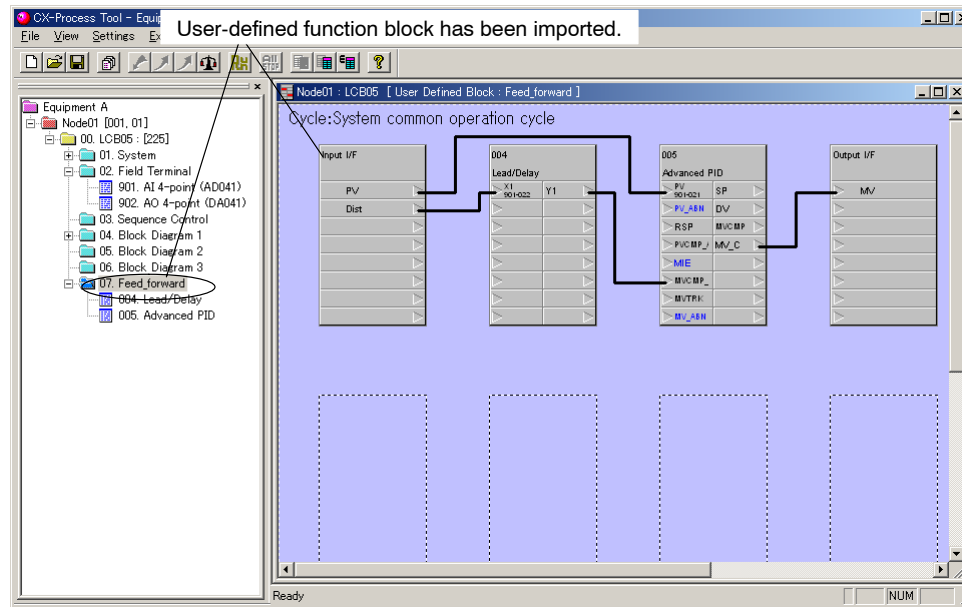 CX-Process Tool - Equip
User-defined function block has been imported.
File View Settings Ex
Equipment A
Node01 [001, 01]
00. LCB05 : [225]
01. System
02. Field Terminal
901. AI 4-point (AD041)
902. AO 4-point (DA041)
03. Sequence Control
04. Block Diagram 1
05. Block Diagram 2
06. Block Diagram 3
07. Feed_forward
004. Lead/Delay
005. Advanced PID
Node01 : LCB05 [ User Defined Block : Feed_forward ]
Cycle:System common operation cycle
Input I/F
PV
Dist
004
Lead/Delay
X1 Y1
901-022
005
Advanced PID
PV SP
901-021
PV_ABN DV
RSP MVCMP
PVCMP_/ MV_C
MIE
MVCMP_
MVTRK
MV_ABN
Output I/F
MV
Ready
NUM